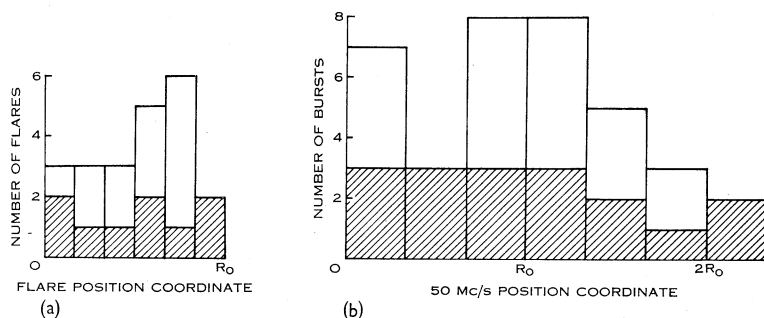 6
4
2
O
R₀
NUMBER OF FLARES
FLARE POSITION COORDINATE
(a)
8
6
4
2
O
R₀
2R₀
NUMBER OF BURSTS
50 Mc/s POSITION COORDINATE
(b)